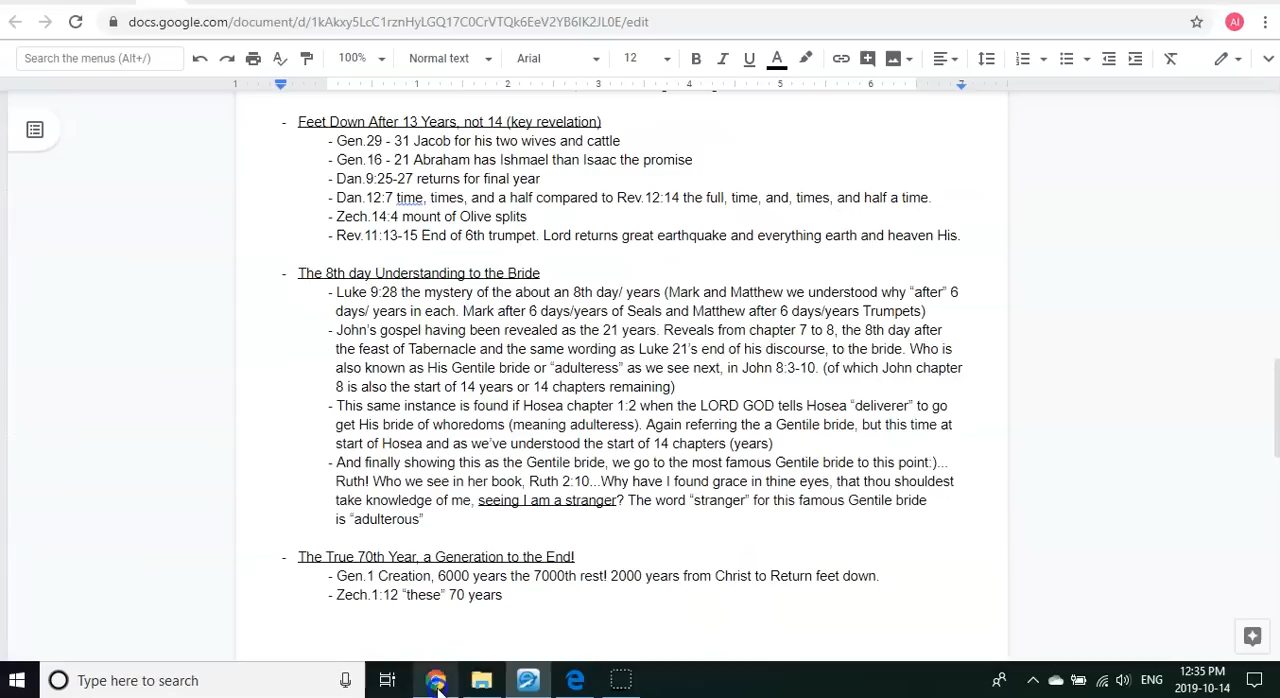 docs.google.com/document/d/1kAkxy5LcC1rznHyLGQ17C0CrVTQk6EeV2YB6lK2JL0E/edit
AI
Search the menus (Alt+/)
100%
Normal text
Arial
12
B I U A
1 1 2 3 4 5 6 7
- Feet Down After 13 Years, not 14 (key revelation)
- Gen.29 - 31 Jacob for his two wives and cattle
- Gen.16 - 21 Abraham has Ishmael than Isaac the promise
- Dan.9:25-27 returns for final year
- Dan.12:7 time, times, and a half compared to Rev.12:14 the full, time, and, times, and half a time.
- Zech.14:4 mount of Olive splits
- Rev.11:13-15 End of 6th trumpet. Lord returns great earthquake and everything earth and heaven His.
- The 8th day Understanding to the Bride
- Luke 9:28 the mystery of the about an 8th day/ years (Mark and Matthew we understood why “after” 6
days/ years in each. Mark after 6 days/years of Seals and Matthew after 6 days/years Trumpets)
- John’s gospel having been revealed as the 21 years. Reveals from chapter 7 to 8, the 8th day after
the feast of Tabernacle and the same wording as Luke 21’s end of his discourse, to the bride. Who is
also known as His Gentile bride or “adulteress” as we see next, in John 8:3-10. (of which John chapter
8 is also the start of 14 years or 14 chapters remaining)
- This same instance is found if Hosea chapter 1:2 when the LORD GOD tells Hosea “deliverer” to go
get His bride of whoredoms (meaning adulteress). Again referring the a Gentile bride, but this time at
start of Hosea and as we’ve understood the start of 14 chapters (years)
- And finally showing this as the Gentile bride, we go to the most famous Gentile bride to this point:)...
Ruth! Who we see in her book, Ruth 2:10...Why have I found grace in thine eyes, that thou shouldest
take knowledge of me, seeing I am a stranger? The word “stranger” for this famous Gentile bride
is “adulterous”
- The True 70th Year, a Generation to the End!
- Gen.1 Creation, 6000 years the 7000th rest! 2000 years from Christ to Return feet down.
- Zech.1:12 “these” 70 years
Type here to search
ENG
12:35 PM
2019-10-14